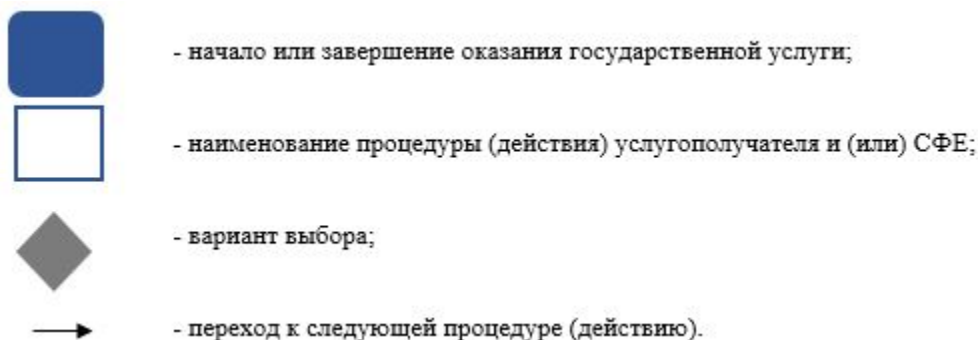 - начало или завершение оказания государственной услуги;
- наименование процедуры (действия) услугополучателя и (или) СФЕ;
- вариант выбора;
- переход к следующей процедуре (действию).